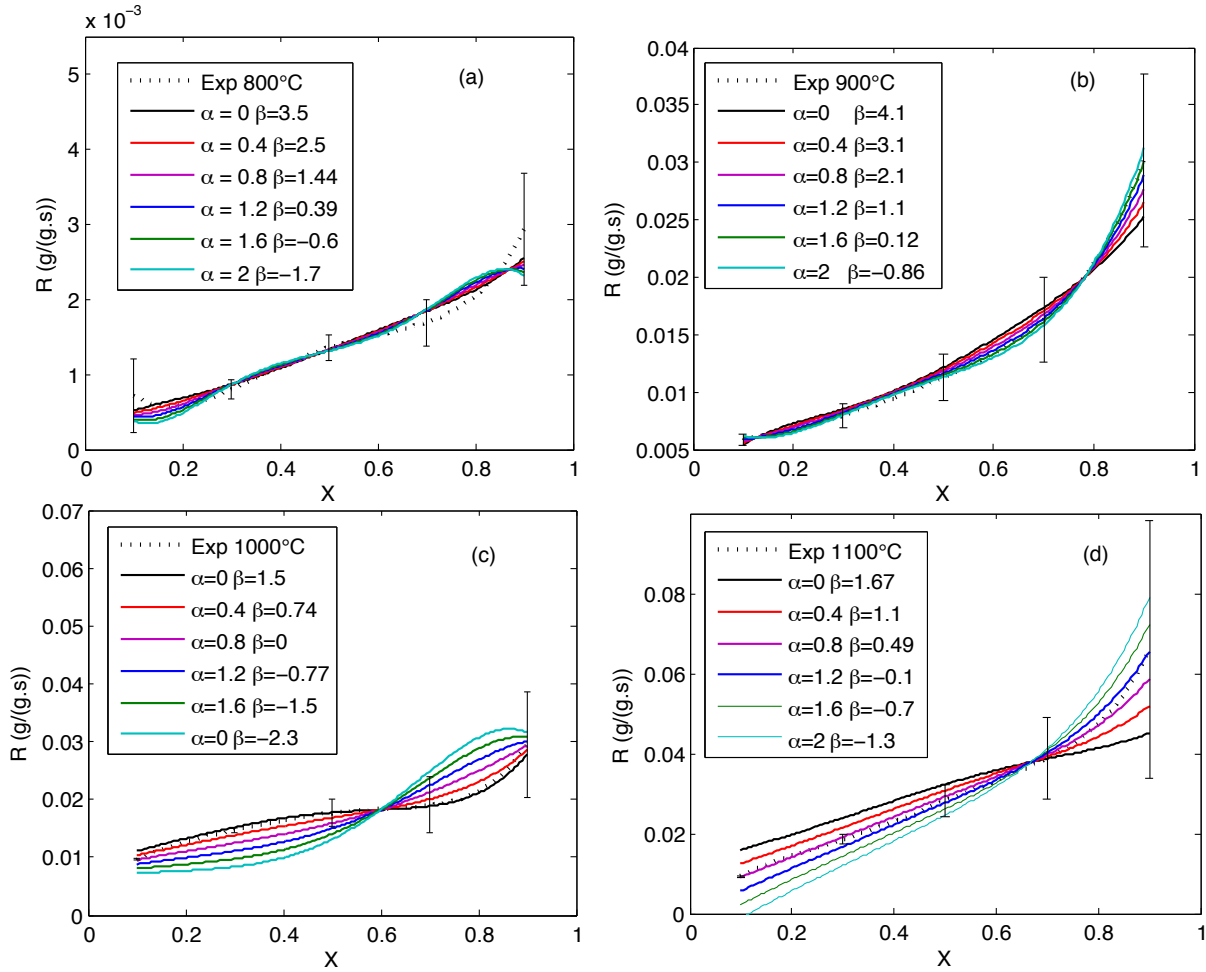 x 10⁻³
5
4
3
2
1
0
R (g/(g.s))
(a)
Exp 800°C
α = 0 β=3.5
α = 0.4 β=2.5
α = 0.8 β=1.44
α = 1.2 β=0.39
α = 1.6 β=−0.6
α = 2 β=−1.7
0 0.2 0.4 0.6 0.8 1
X
0.04
0.035
0.03
0.025
0.02
0.015
0.01
0.005
R (g/(g.s))
(b)
Exp 900°C
α=0 β=4.1
α=0.4 β=3.1
α=0.8 β=2.1
α=1.2 β=1.1
α=1.6 β=0.12
α=2 β=−0.86
0 0.2 0.4 0.6 0.8 1
X
0.07
0.06
0.05
0.04
0.03
0.02
0.01
0
R (g/(g.s))
(c)
Exp 1000°C
α=0 β=1.5
α=0.4 β=0.74
α=0.8 β=0
α=1.2 β=−0.77
α=1.6 β=−1.5
α=0 β=−2.3
0 0.2 0.4 0.6 0.8 1
X
0.08
0.06
0.04
0.02
0
R (g/(g.s))
(d)
Exp 1100°C
α=0 β=1.67
α=0.4 β=1.1
α=0.8 β=0.49
α=1.2 β=−0.1
α=1.6 β=−0.7
α=2 β=−1.3
0 0.2 0.4 0.6 0.8 1
X